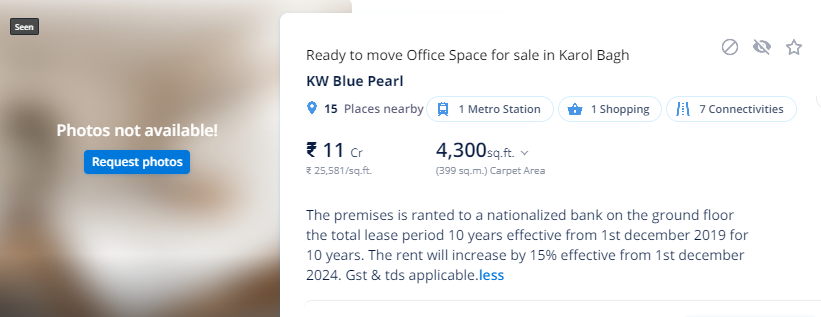 Seen
Photos not available!
Request photos
Ready to move Office Space for sale in Karol Bagh
KW Blue Pearl
15 Places nearby 1 Metro Station 1 Shopping 7 Connectivities
₹ 11 Cr 4,300sq.ft.
₹ 25,581/sq.ft. (399 sq.m.) Carpet Area
The premises is ranted to a nationalized bank on the ground floor
the total lease period 10 years effective from 1st december 2019 for
10 years. The rent will increase by 15% effective from 1st december
2024. Gst & tds applicable.less